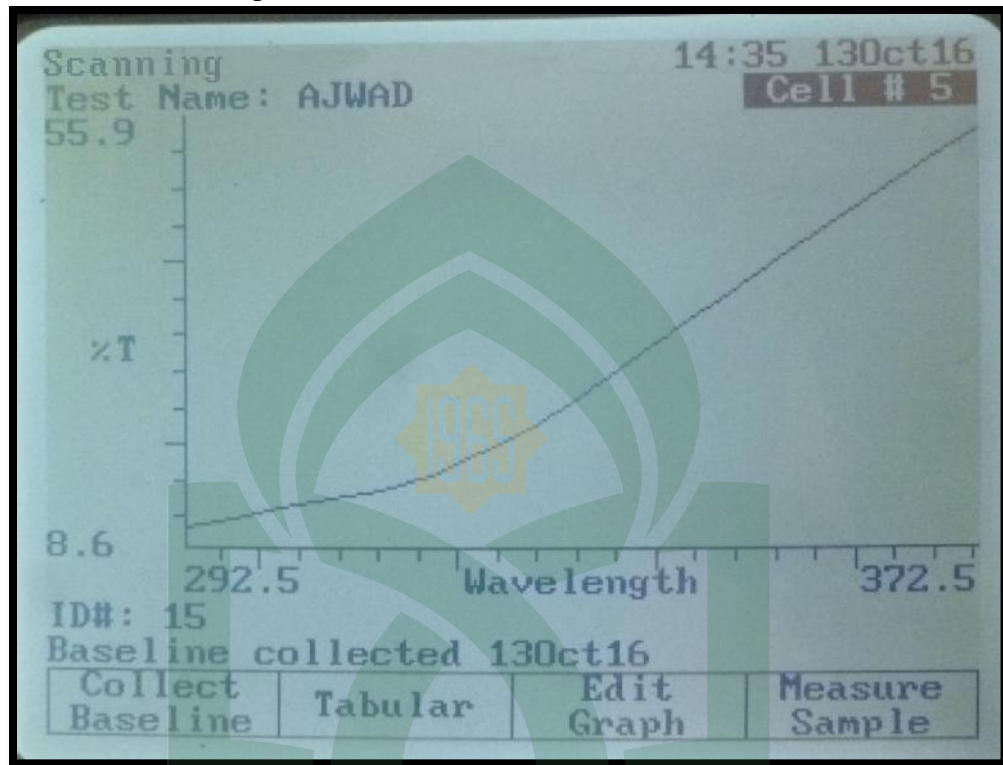 Scanning 14:35 13Oct16
Test Name: AJWAD Cell # 5
55.9
%T
1965
8.6
292.5 Wavelength 372.5
ID#: 15
Baseline collected 13Oct16
Collect Baseline
Tabular
Edit Graph
Measure Sample